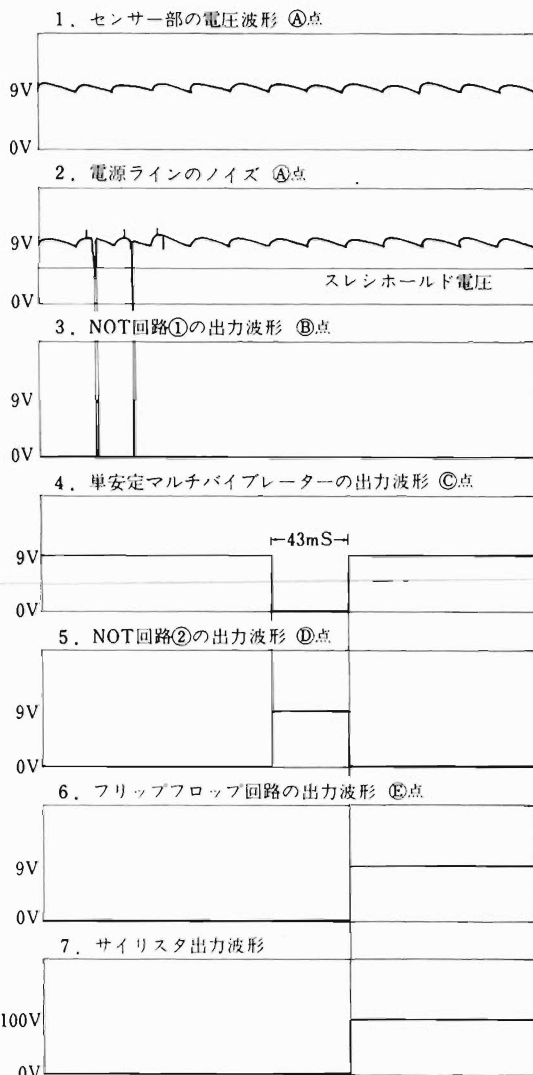 1．センサー部の電圧波形 Ⓐ点
9V
0V
2．電源ラインのノイズ Ⓐ点
9V
スレシホールド電圧
0V
3．NOT回路①の出力波形 Ⓑ点
9V
0V
4．単安定マルチバイブレーターの出力波形 Ⓒ点
43mS
9V
0V
5．NOT回路②の出力波形 Ⓓ点
9V
0V
6．フリップフロップ回路の出力波形 Ⓔ点
9V
0V
7．サイリスタ出力波形
100V
0V